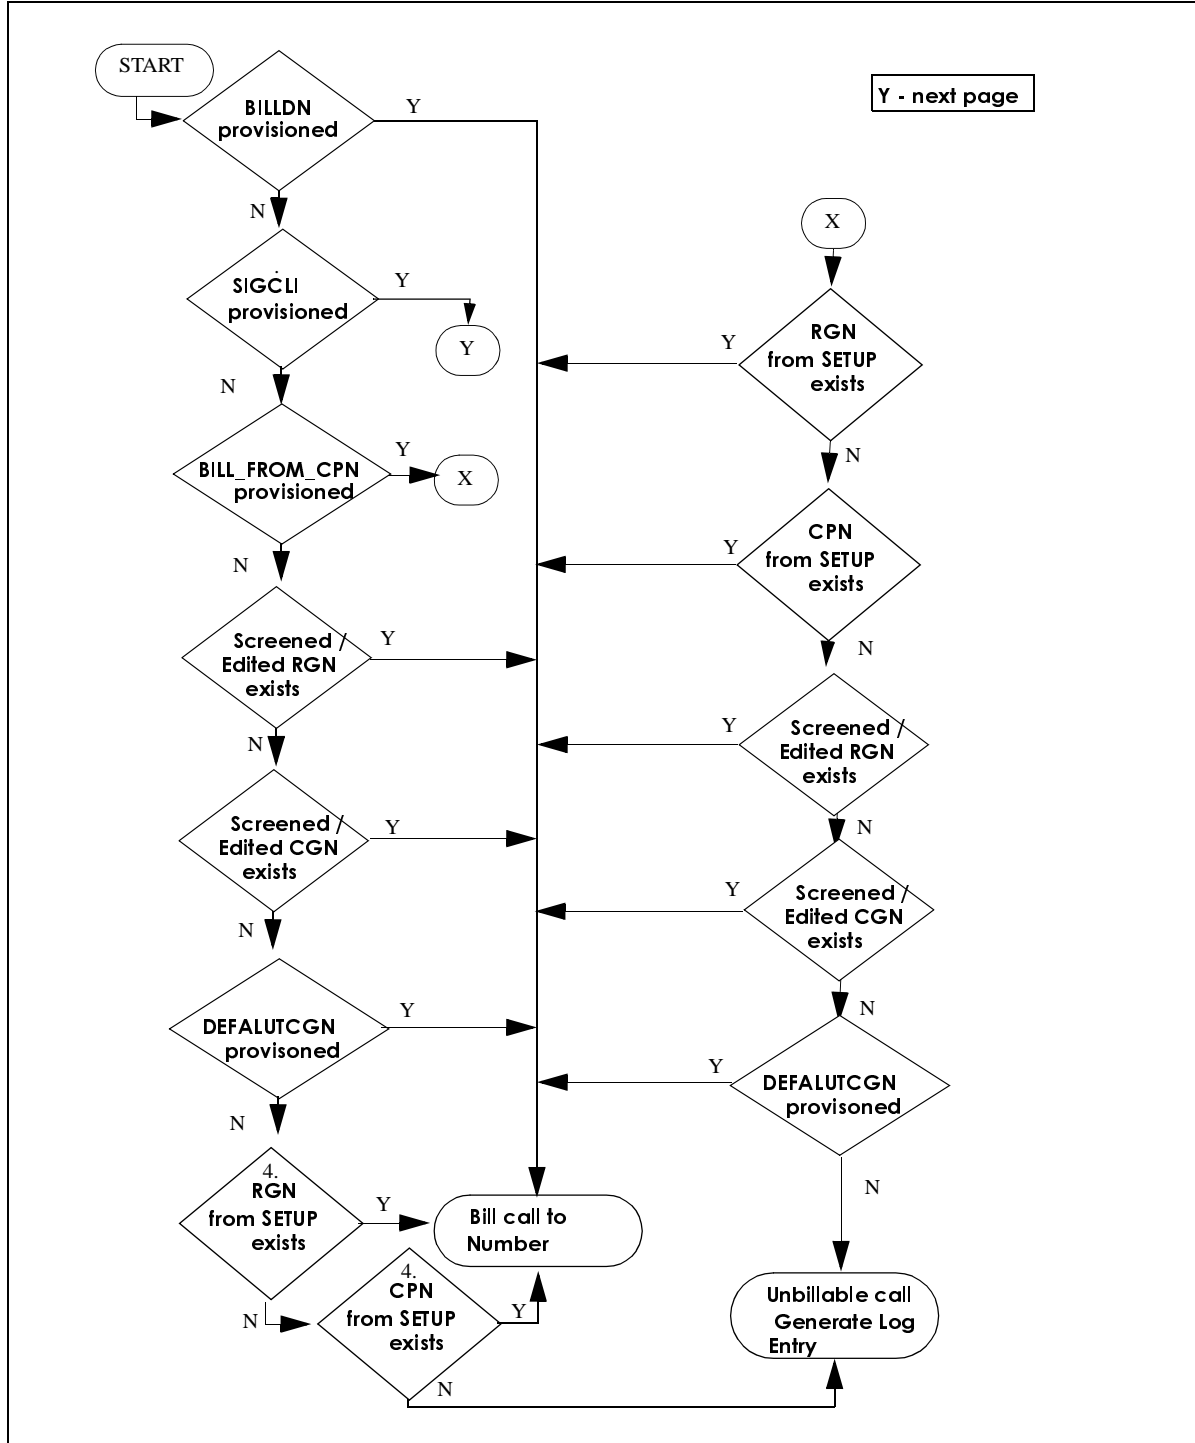 START
BILLDN
provisioned
Y
Y - next page
N
SIGCLI
provisioned
Y
Y
N
BILL_FROM_CPN
provisioned
Y
X
N
Screened /
Edited RGN
exists
Y
N
Screened /
Edited CGN
exists
Y
N
DEFALUTCGN
provisoned
Y
N
4.
RGN
from SETUP
exists
Y
N
4.
CPN
from SETUP
exists
Y
N
Bill call to
Number
X
RGN
from SETUP
exists
Y
N
CPN
from SETUP
exists
Y
N
Screened /
Edited RGN
exists
Y
N
Screened /
Edited CGN
exists
Y
N
DEFALUTCGN
provisoned
Y
N
Unbillable call
Generate Log
Entry